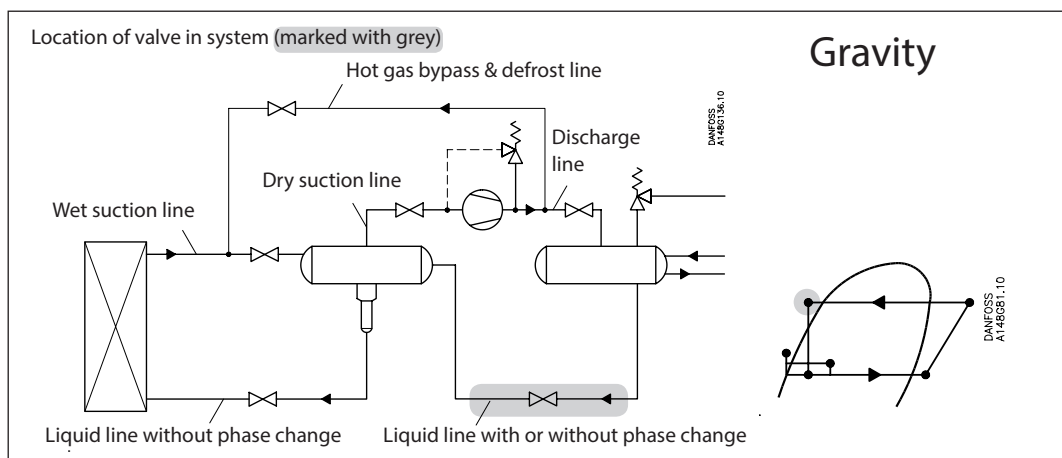 Location of valve in system (marked with grey)
Gravity
Hot gas bypass & defrost line
DANFOSS
A148G136.10
Discharge
line
Dry suction line
Wet suction line
DANFOSS
A148G81.10
Liquid line without phase change
Liquid line with or without phase change